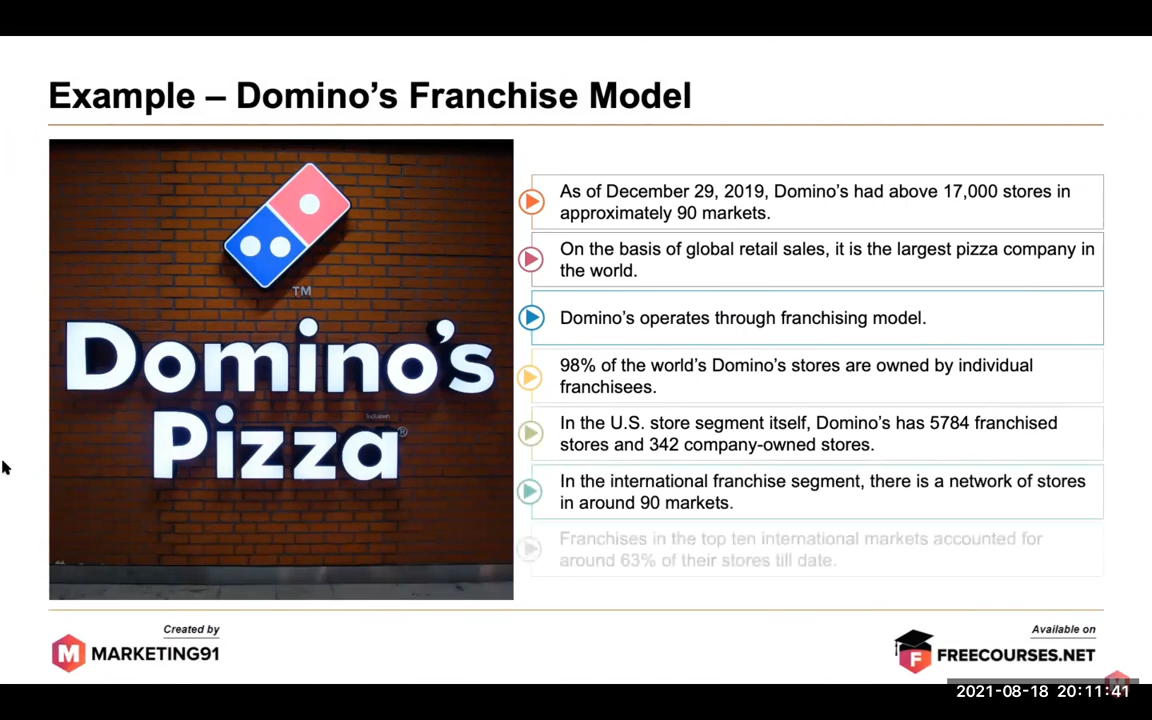 Example – Domino’s Franchise Model
TM
Domino’s
Pizza
®
As of December 29, 2019, Domino’s had above 17,000 stores in
approximately 90 markets.
On the basis of global retail sales, it is the largest pizza company in
the world.
Domino’s operates through franchising model.
98% of the world’s Domino’s stores are owned by individual
franchisees.
In the U.S. store segment itself, Domino’s has 5784 franchised
stores and 342 company-owned stores.
In the international franchise segment, there is a network of stores
in around 90 markets.
Franchises in the top ten international markets accounted for
around 63% of their stores till date.
Created by
M MARKETING91
Available on
F FREECOURSES.NET
2021-08-18 20:11:41